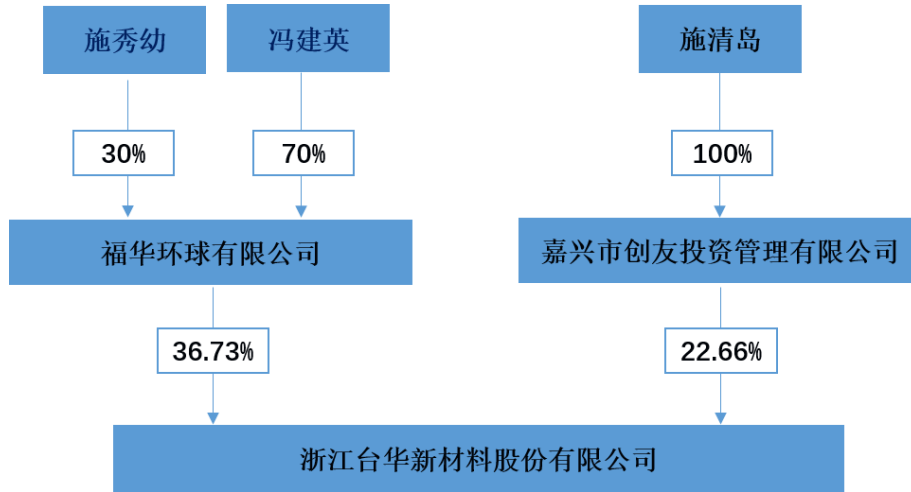 施秀幼
冯建英
施清岛
30%
70%
100%
福华环球有限公司
嘉兴市创友投资管理有限公司
36.73%
22.66%
浙江台华新材料股份有限公司